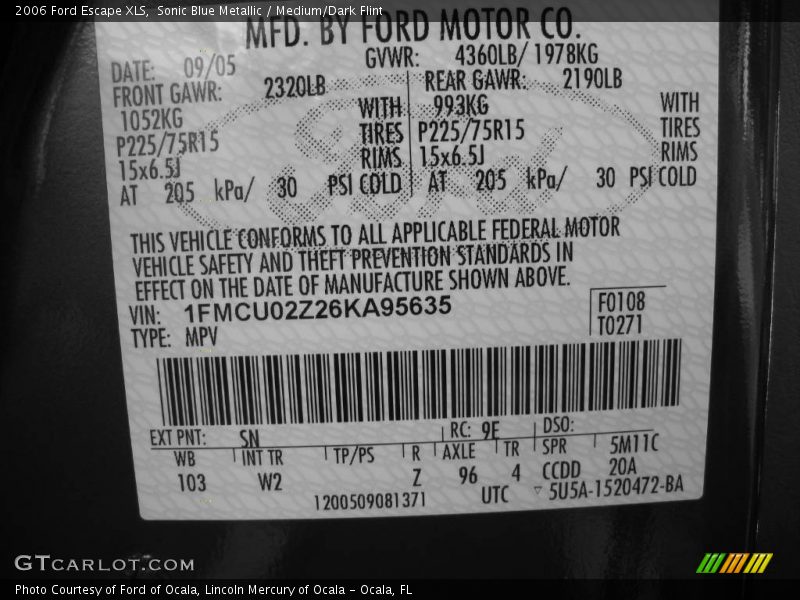 2006 Ford Escape XLS, Sonic Blue Metallic / Medium/Dark Flint
MFD. BY FORD MOTOR CO.
DATE: 09/05 GVWR: 4360LB/ 1978KG
FRONT GAWR: 2320LB REAR GAWR: 2190LB
1052KG WITH 993KG WITH
P225/75R15 TIRES P225/75R15 TIRES
15x6.5J RIMS 15x6.5J RIMS
AT 205 kPa/ 30 PSI COLD AT 205 kPa/ 30 PSI COLD
THIS VEHICLE CONFORMS TO ALL APPLICABLE FEDERAL MOTOR
VEHICLE SAFETY AND THEFT PREVENTION STANDARDS IN
EFFECT ON THE DATE OF MANUFACTURE SHOWN ABOVE.
VIN: 1FMCU02Z26KA95635 F0108
TYPE: MPV T0271
EXT PNT: SN RC: 9E DSO:
WB INT TR TP/PS R AXLE TR SPR 5M11C
103 W2 Z 96 4 CCDD 20A
1200509081371 UTC ▽ 5U5A-1520472-BA
GTCARLOT.COM
Photo Courtesy of Ford of Ocala, Lincoln Mercury of Ocala - Ocala, FL